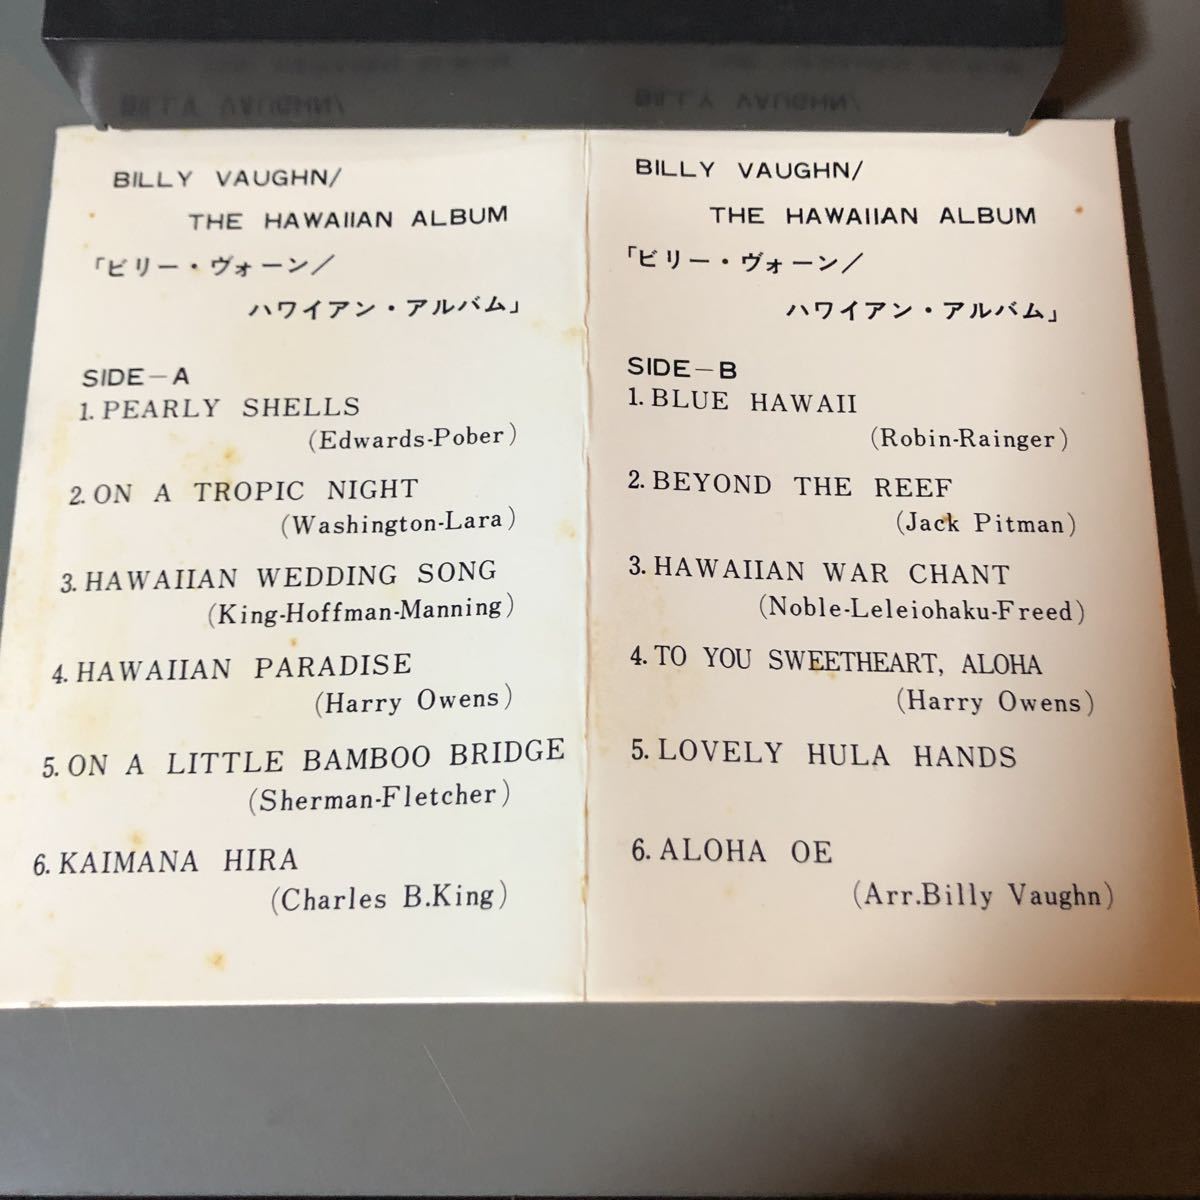 BILLY VAUGHN/
THE HAWAIIAN ALBUM
「ビリー・ヴォーン/
ハワイアン・アルバム」
SIDE-A
1. PEARLY SHELLS
(Edwards-Pober)
2. ON A TROPIC NIGHT
(Washington-Lara)
3. HAWAIIAN WEDDING SONG
(King-Hoffman-Manning)
4. HAWAIIAN PARADISE
(Harry Owens)
5. ON A LITTLE BAMBOO BRIDGE
(Sherman-Fletcher)
6. KAIMANA HIRA
(Charles B.King)
BILLY VAUGHN/
THE HAWAIIAN ALBUM
「ビリー・ヴォーン/
ハワイアン・アルバム」
SIDE-B
1. BLUE HAWAII
(Robin-Rainger)
2. BEYOND THE REEF
(Jack Pitman)
3. HAWAIIAN WAR CHANT
(Noble-Leleiohaku-Freed)
4. TO YOU SWEETHEART, ALOHA
(Harry Owens)
5. LOVELY HULA HANDS
6. ALOHA OE
(Arr.Billy Vaughn)